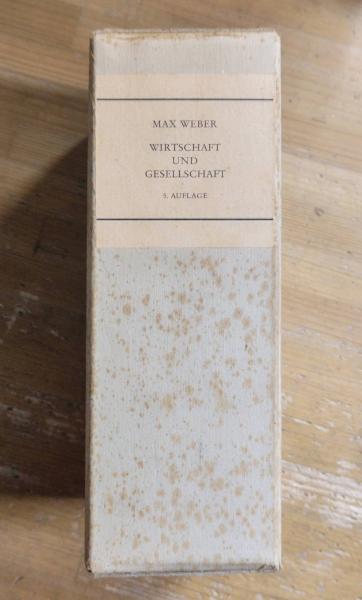 MAX WEBER
WIRTSCHAFT
UND
GESELLSCHAFT
5. AUFLAGE